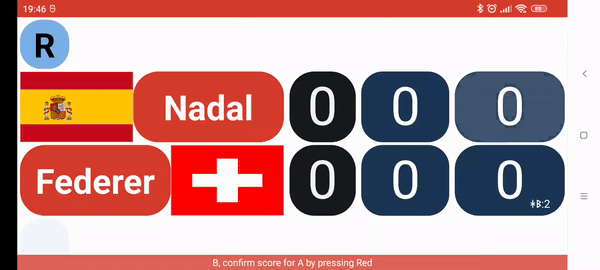 19:46
R
Nadal 0 0 0
Federer 0 0 0
B:2
B, confirm score for A by pressing Red